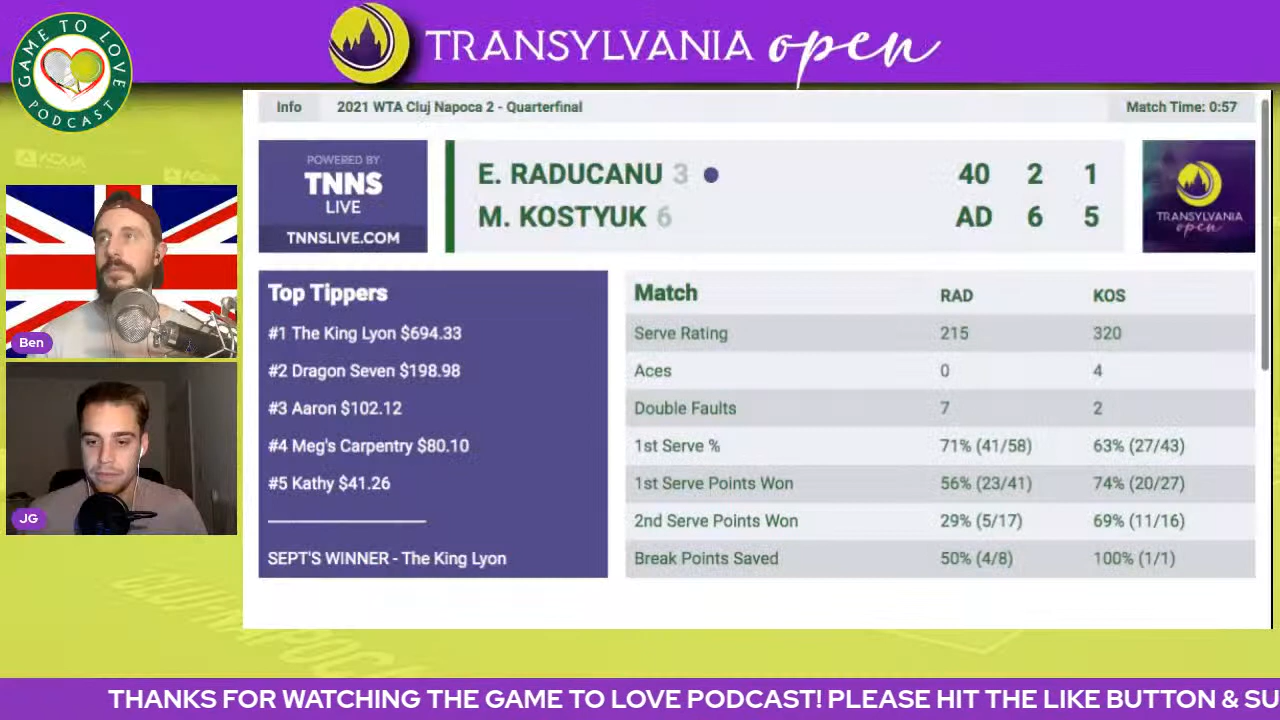 GAME TO LOVE
PODCAST
TRANSYLVANIA open
Info
2021 WTA Cluj Napoca 2 - Quarterfinal
Match Time: 0:57
POWERED BY
TNNS
LIVE
TNNSLIVE.COM
E. RADUCANU 3 40 2 1
M. KOSTYUK 6 AD 6 5
TRANSYLVANIA
open
Ben
JG
Top Tippers
#1 The King Lyon $694.33
#2 Dragon Seven $198.98
#3 Aaron $102.12
#4 Meg's Carpentry $80.10
#5 Kathy $41.26
SEPT'S WINNER - The King Lyon
Match RAD KOS
Serve Rating 215 320
Aces 0 4
Double Faults 7 2
1st Serve % 71% (41/58) 63% (27/43)
1st Serve Points Won 56% (23/41) 74% (20/27)
2nd Serve Points Won 29% (5/17) 69% (11/16)
Break Points Saved 50% (4/8) 100% (1/1)
CLUJ-NAPOCA
THANKS FOR WATCHING THE GAME TO LOVE PODCAST! PLEASE HIT THE LIKE BUTTON & SU